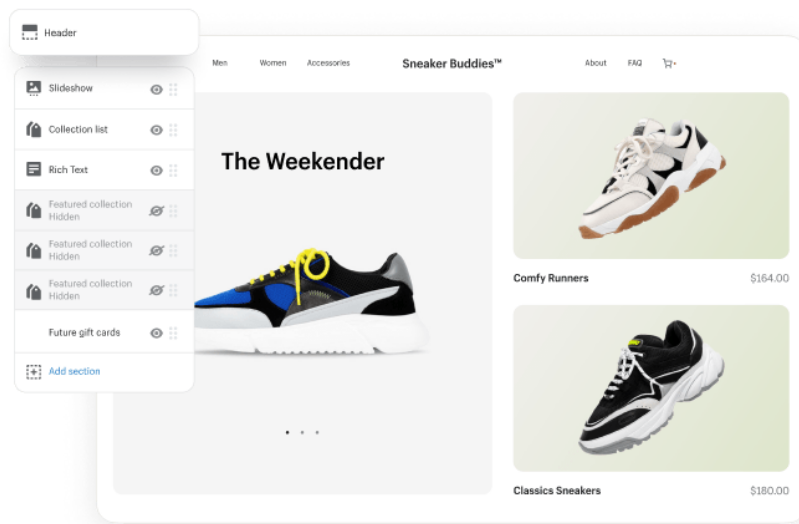 Header
Slideshow
Collection list
Rich Text
Featured collection
Hidden
Featured collection
Hidden
Featured collection
Hidden
Future gift cards
Add section
Men
Women
Accessories
Sneaker Buddies™
About
FAQ
The Weekender
Comfy Runners
$164.00
Classics Sneakers
$180.00